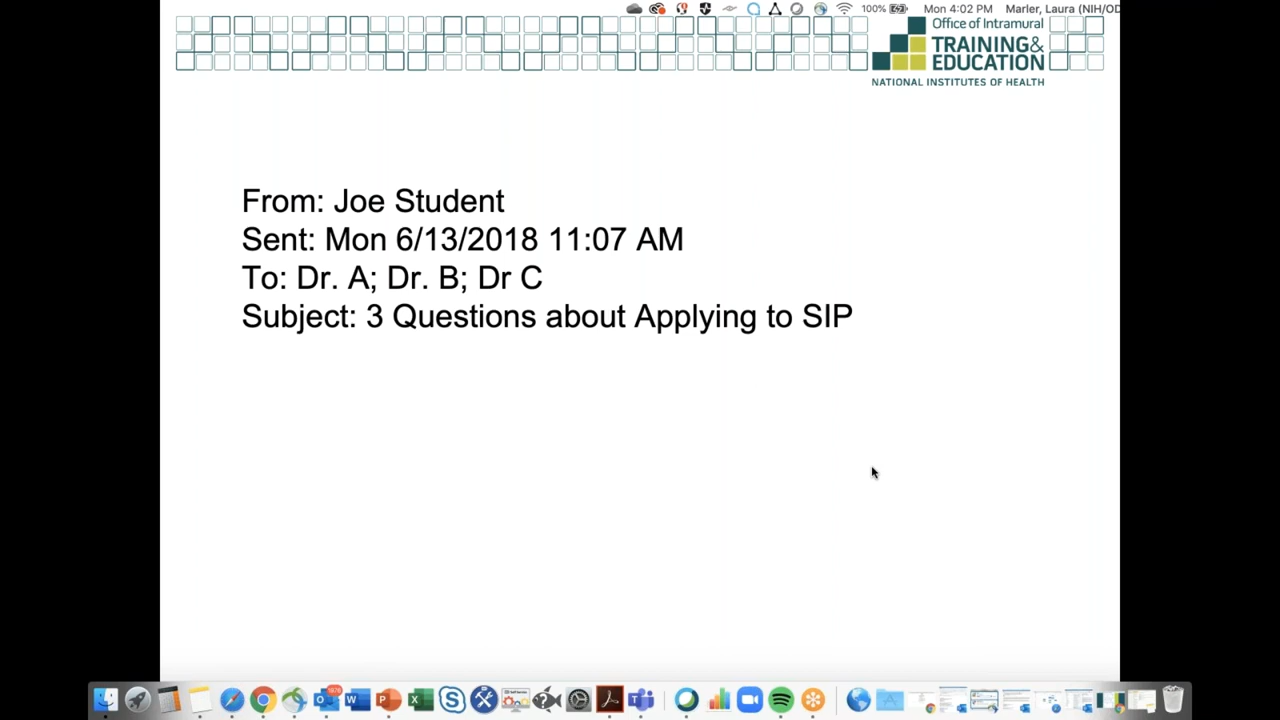 100%
Mon 4:02 PM
Marler, Laura (NIH/OD
Office of Intramural
TRAINING&
EDUCATION
NATIONAL INSTITUTES OF HEALTH
From: Joe Student
Sent: Mon 6/13/2018 11:07 AM
To: Dr. A; Dr. B; Dr C
Subject: 3 Questions about Applying to SIP